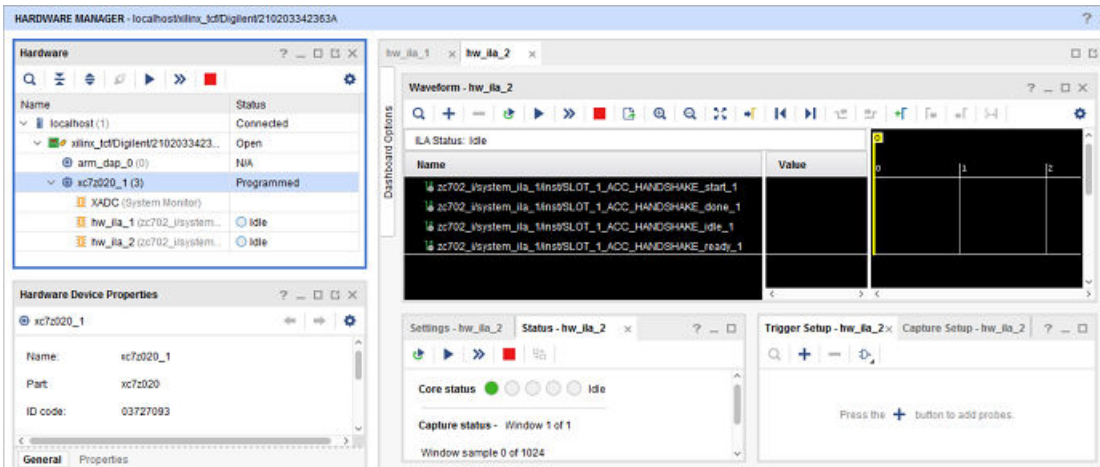 HARDWARE MANAGER - localhost/xilinx_tcf/Digilent/210203342363A
?
Hardware
?
Name Status
localhost (1) Connected
xilinx_tcf/Digilent/2102033423... Open
arm_dap_0 (0) N/A
xc7z020_1 (3) Programmed
XADC (System Monitor)
hw_ila_1 (zc702_i/system... Idle
hw_ila_2 (zc702_i/system... Idle
Hardware Device Properties
?
xc7z020_1
Name: xc7z020_1
Part: xc7z020
ID code: 03727093
General Properties
hw_ila_1 hw_ila_2
Dashboard Options
Waveform - hw_ila_2
?
ILA Status: Idle
Name Value
0
0 1 2
zc702_i/system_ila_1/inst/SLOT_1_ACC_HANDSHAKE_start_1
zc702_i/system_ila_1/inst/SLOT_1_ACC_HANDSHAKE_done_1
zc702_i/system_ila_1/inst/SLOT_1_ACC_HANDSHAKE_idle_1
zc702_i/system_ila_1/inst/SLOT_1_ACC_HANDSHAKE_ready_1
Settings - hw_ila_2 Status - hw_ila_2
?
Core status Idle
Capture status - Window 1 of 1
Window sample 0 of 1024
Trigger Setup - hw_ila_2 Capture Setup - hw_ila_2
?
Press the + button to add probes.